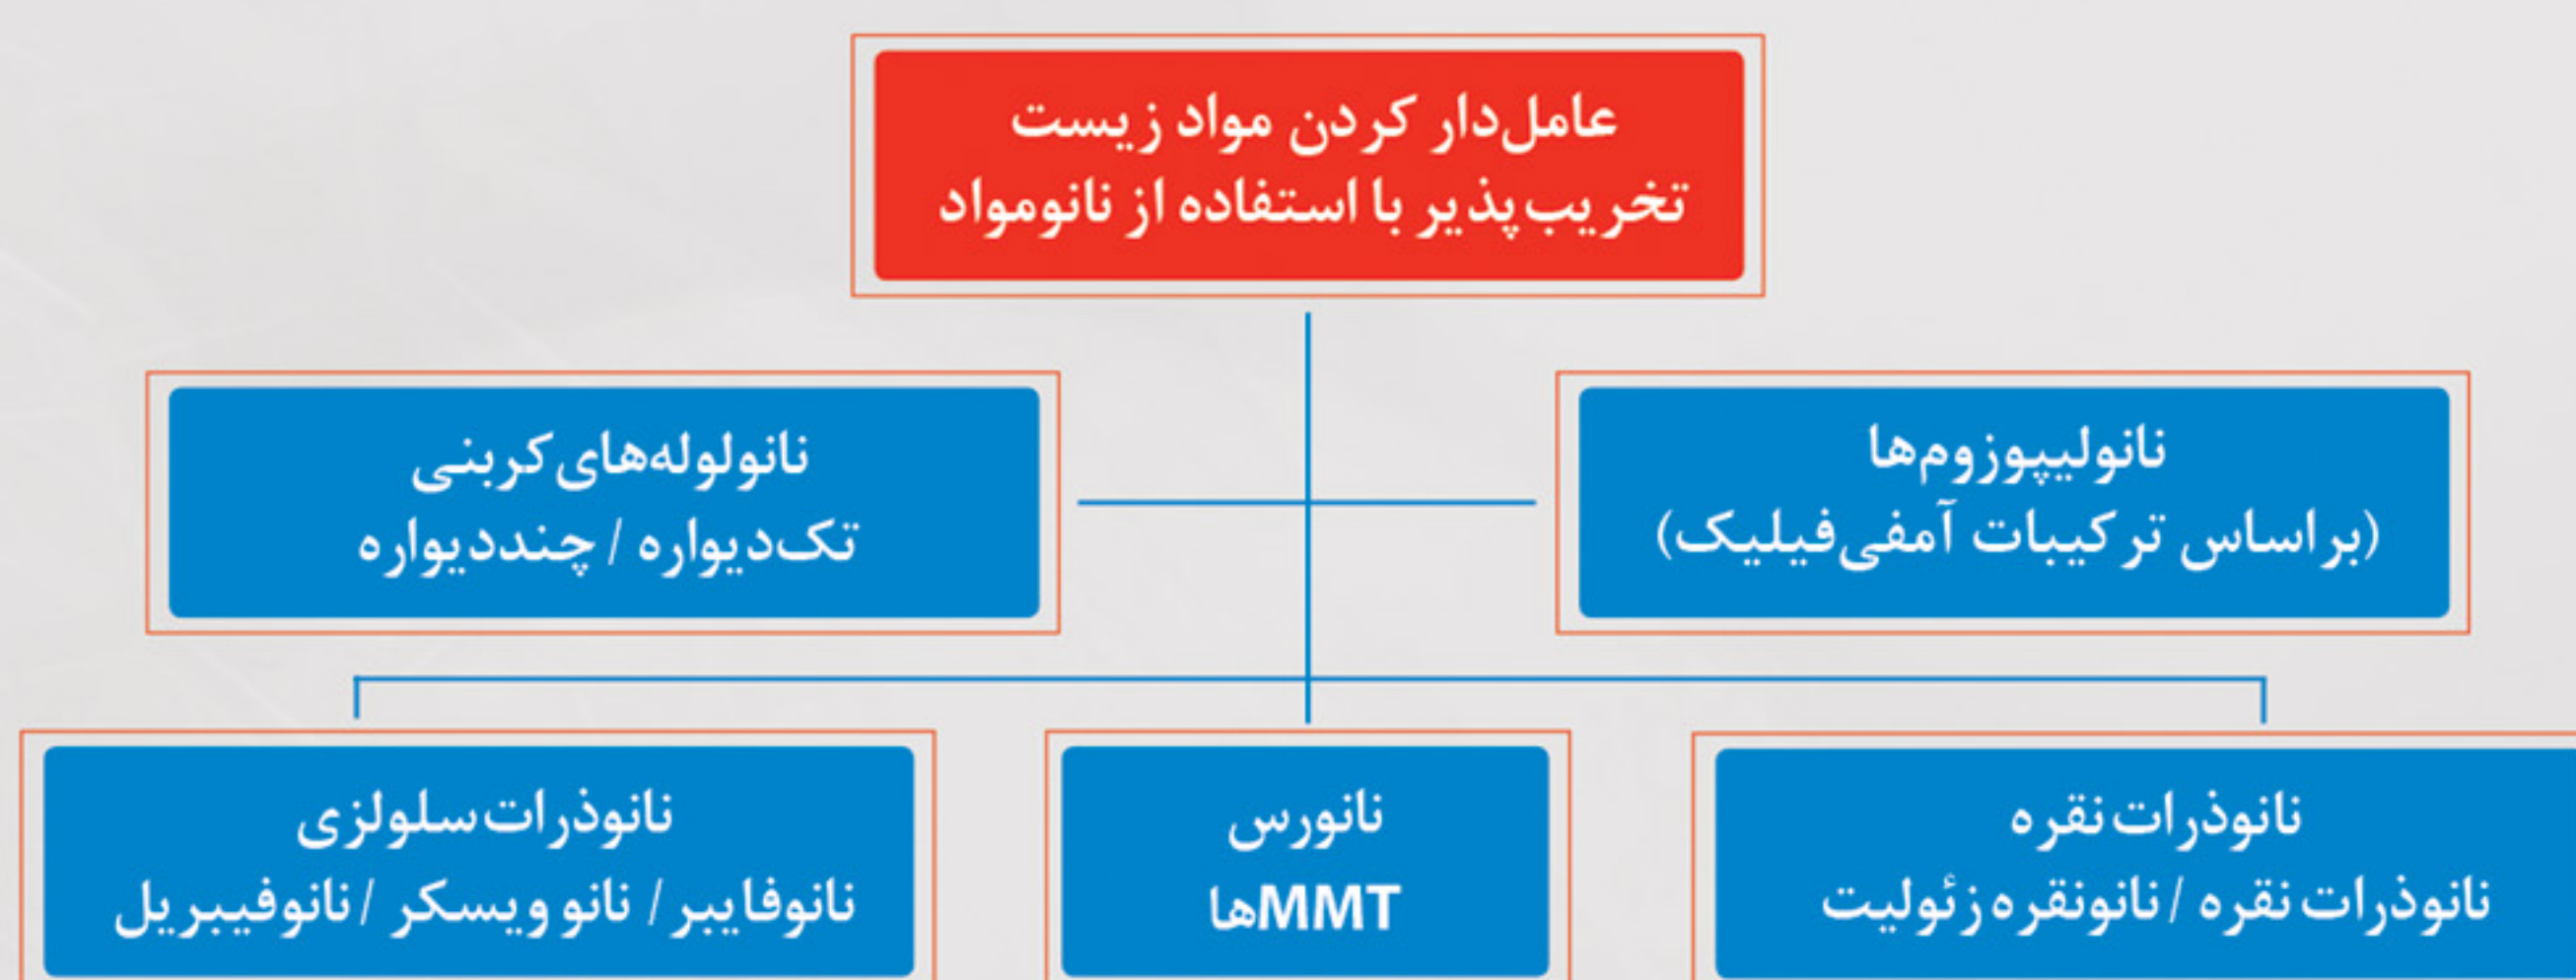 عامل‌دار کردن مواد زیست
تخریب‌پذیر با استفاده از نانومواد
نانولیپوزوم‌ها
(براساس ترکیبات آمفی‌فیلیک)
نانولوله‌های کربنی
تک‌دیواره / چنددیواره
نانوذرات نقره
نانوذرات نقره / نانونقره زئولیت
نانورس
MMTها
نانوذرات سلولزی
نانوفایبر / نانو ویسکر / نانوفیبریل